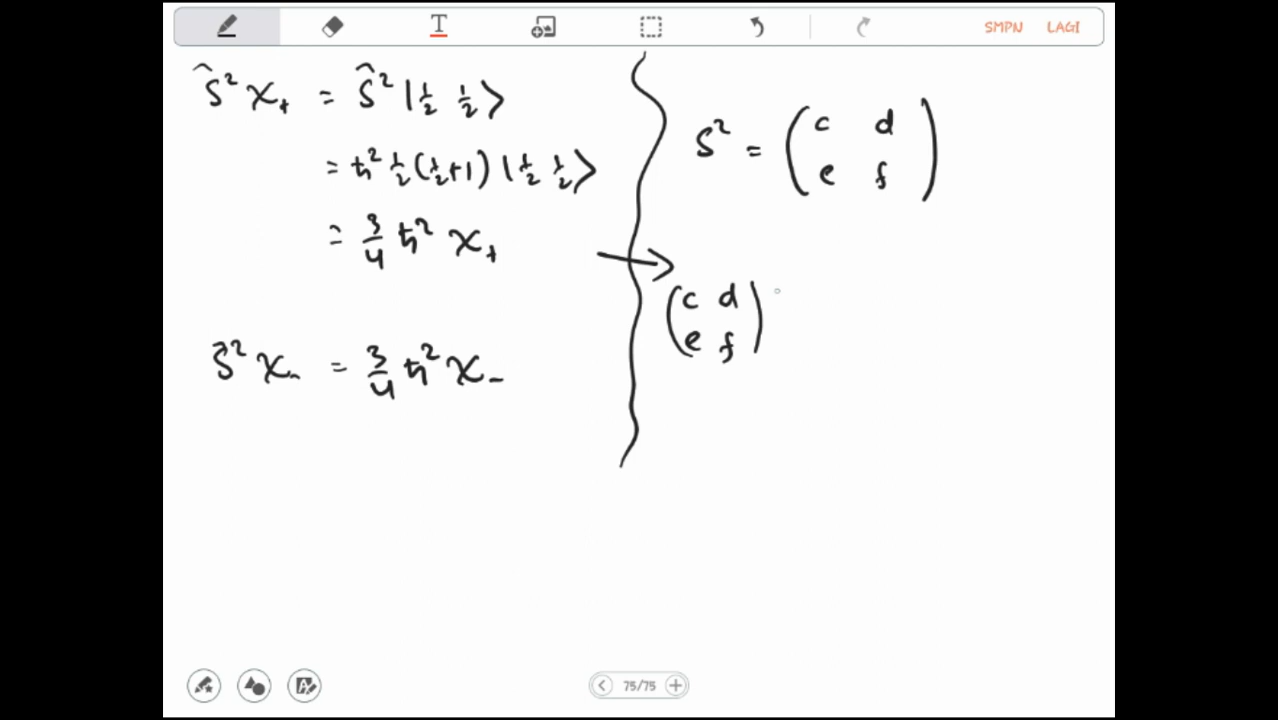 SMPN LAGI
Ŝ² χ₊ = Ŝ² |½ ½⟩
= ħ² ½ (½+1) |½ ½⟩
= 3/4 ħ² χ₊
Ŝ² χ₋ = 3/4 ħ² χ₋
S² = (c d
e f)
(c d
e f)
75/75